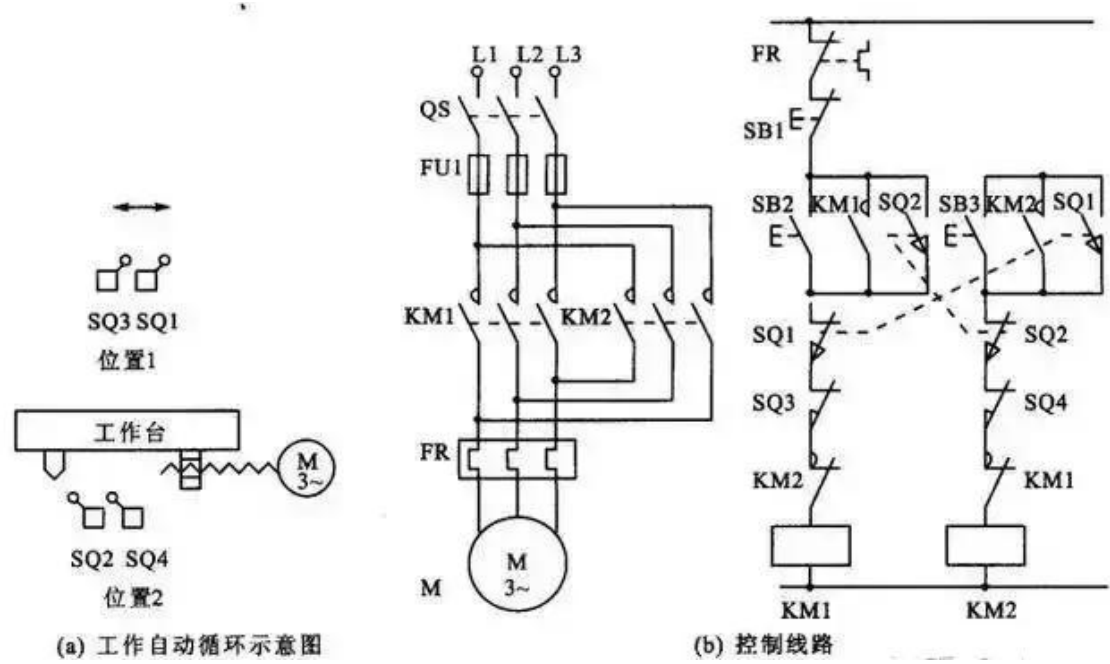 SQ3 SQ1
位置1
工作台
M
3~
SQ2 SQ4
位置2
(a) 工作自动循环示意图
L1 L2 L3
QS
FU1
KM1
KM2
FR
M
M
3~
FR
SB1
SB2 KM1 SQ2 SB3 KM2 SQ1
SQ1
SQ2
SQ3
SQ4
KM2
KM1
KM1
KM2
(b) 控制线路